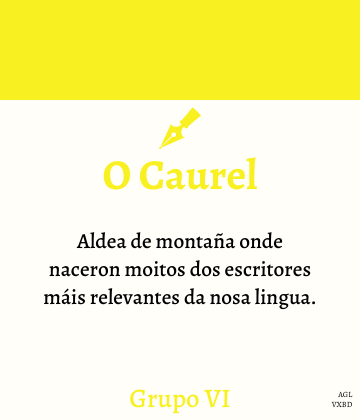 O Caurel
Aldea de montaña onde
naceron moitos dos escritores
máis relevantes da nosa lingua.
Grupo VI
AGL
VXBD